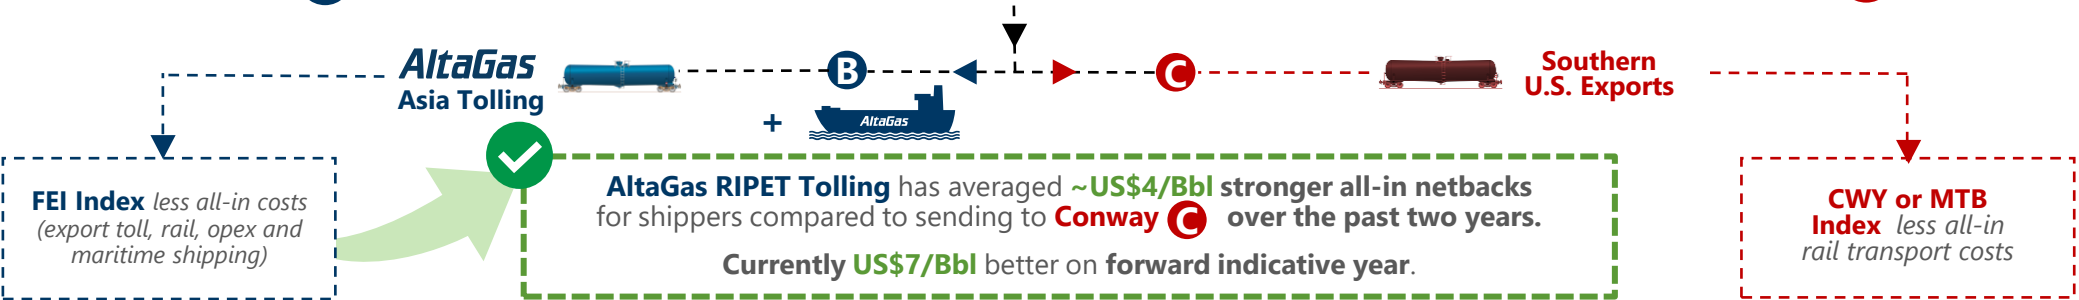 AltaGas
Asia Tolling
B
C
Southern
U.S. Exports
+
AltaGas
FEI Index less all-in costs
(export toll, rail, opex and
maritime shipping)
AltaGas RIPET Tolling has averaged ~US$4/Bbl stronger all-in netbacks
for shippers compared to sending to Conway C over the past two years.
Currently US$7/Bbl better on forward indicative year.
CWY or MTB
Index less all-in
rail transport costs